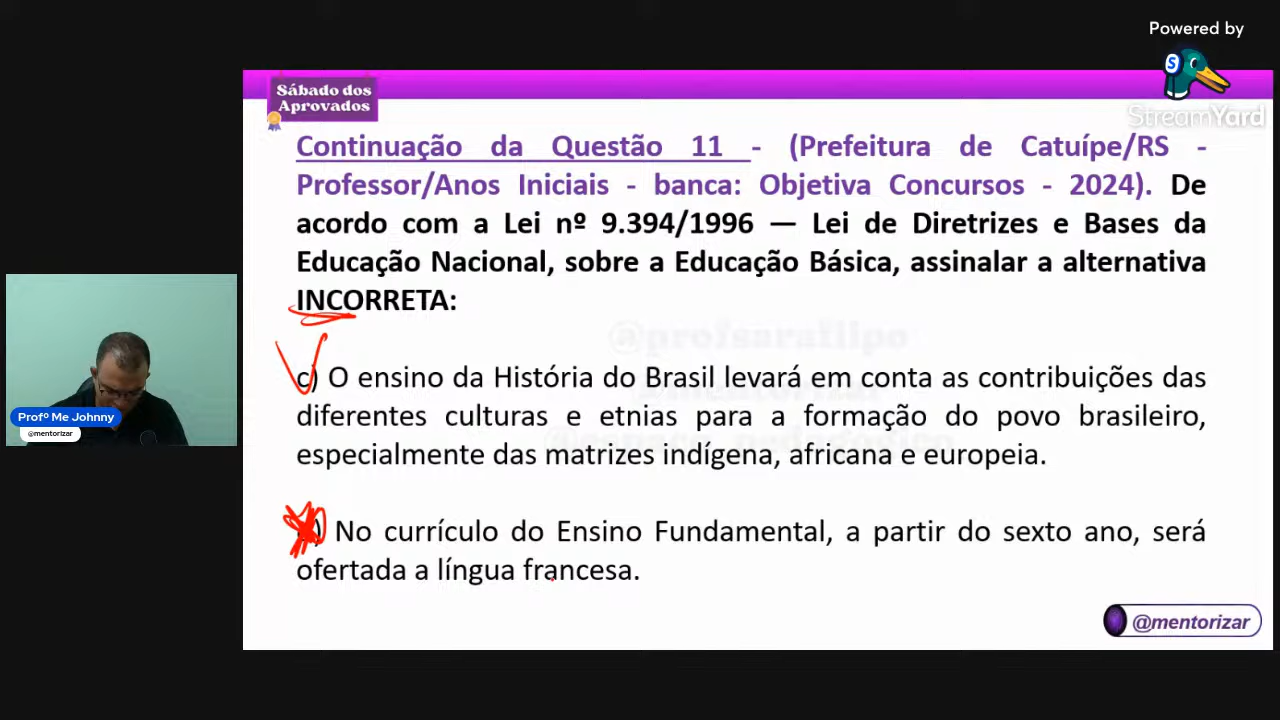 Powered by
StreamYard
Sábado dos
Aprovados
Continuação da Questão 11 - (Prefeitura de Catuípe/RS -
Professor/Anos Iniciais - banca: Objetiva Concursos - 2024). De
acordo com a Lei nº 9.394/1996 — Lei de Diretrizes e Bases da
Educação Nacional, sobre a Educação Básica, assinalar a alternativa
INCORRETA:
@profsarafilpo
c) O ensino da História do Brasil levará em conta as contribuições das
@mentorizar
diferentes culturas e etnias para a formação do povo brasileiro,
especialmente das matrizes indígena, africana e europeia.
No currículo do Ensino Fundamental, a partir do sexto ano, será
ofertada a língua francesa.
Profº Me Johnny
@mentorizar
@mentorizar